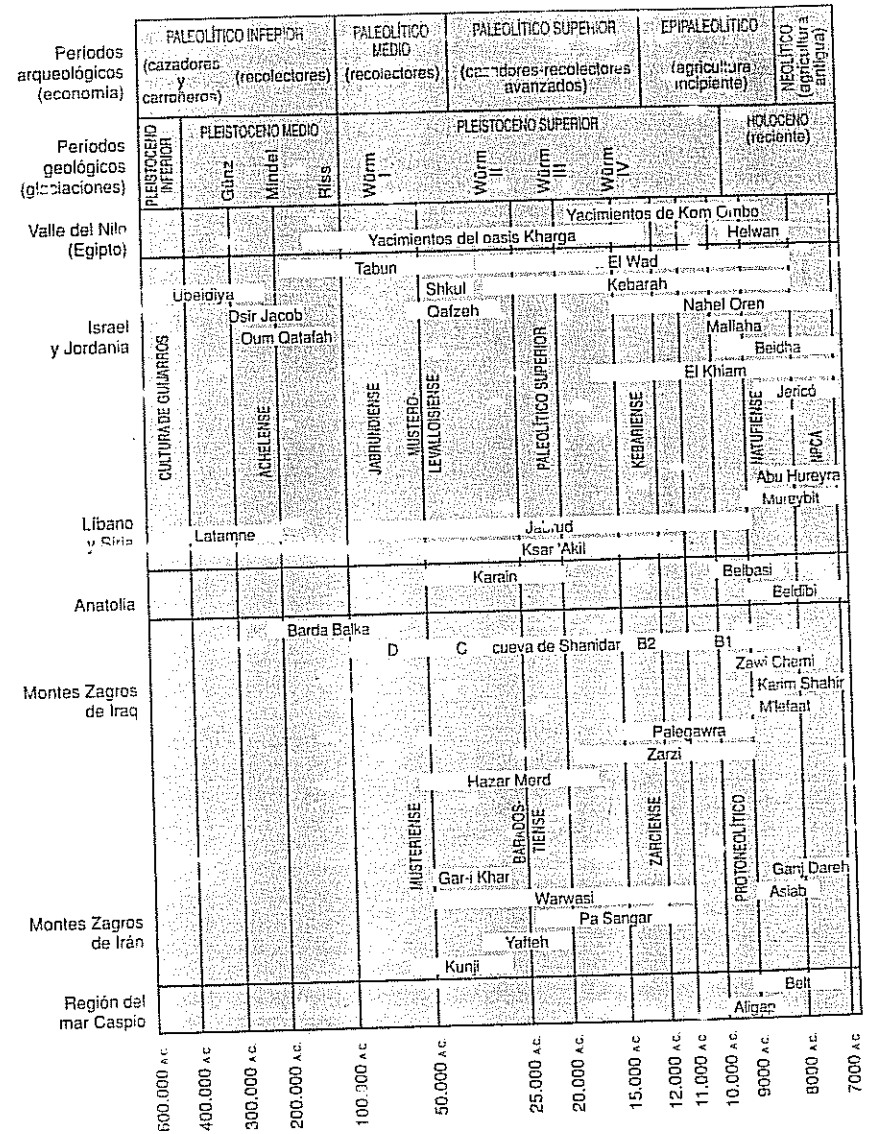 Períodos
arqueológicos
(economía)
PALEOLÍTICO INFERIOR
(cazadores
y
carroñeros)
(recolectores)
PALEOLÍTICO
MEDIO
(recolectores)
PALEOLÍTICO SUPERIOR
(cazadores-recolectores
avanzados)
EPIPALEOLÍTICO
(agricultura
incipiente)
NEOLÍTICO
(agricultura
antigua)
Períodos
geológicos
(glaciaciones)
PLEISTOCENO
INFERIOR
PLEISTOCENO MEDIO
Günz
Mindel
Riss
PLEISTOCENO SUPERIOR
Würm
I
Würm
II
Würm
III
Würm
IV
HOLOCENO
(reciente)
Valle del Nilo
(Egipto)
Yacimientos de Kom Ombo
Yacimientos del oasis Kharga
Helwan
Israel
y Jordania
Tabun
El Wad
Ubeidiya
Shkul
Kebarah
Dsir Jacob
Qafzeh
Nahel Oren
Oum Qatafah
Mallaha
Beidha
El Khiam
Jericó
CULTURA DE GUIJARROS
ACHELENSE
JABRUNDIENSE
MUSTERO-
LEVALLOISIENSE
PALEOLÍTICO SUPERIOR
KEBARIENSE
NATUFIENSE
NPCA
Abu Hureyra
Mureybit
Líbano
y Siria
Latamne
Jabrud
Ksar 'Akil
Anatolia
Karain
Belbasi
Beldibi
Montes Zagros
de Iraq
Barda Balka
D
C
cueva de Shanidar
B2
B1
Zawi Chemi
Karim Shahir
M'lefaat
Palegawra
Zarzi
Hazar Merd
MUSTERIENSE
BARADOS-
TIENSE
ZARCIENSE
PROTONEOLÍTICO
Montes Zagros
de Irán
Gar-i Khar
Ganj Dareh
Warwasi
Asiab
Pa Sangar
Yafteh
Kunji
Región del
mar Caspio
Belt
Aligan
600.000 A.C.
400.000 A.C.
300.000 A.C.
200.000 A.C.
100.000 A.C.
50.000 A.C.
25.000 A.C.
20.000 A.C.
15.000 A.C.
12.000 A.C.
11.000 A.C.
10.000 A.C.
9000 A.C.
8000 A.C.
7000 A.C.